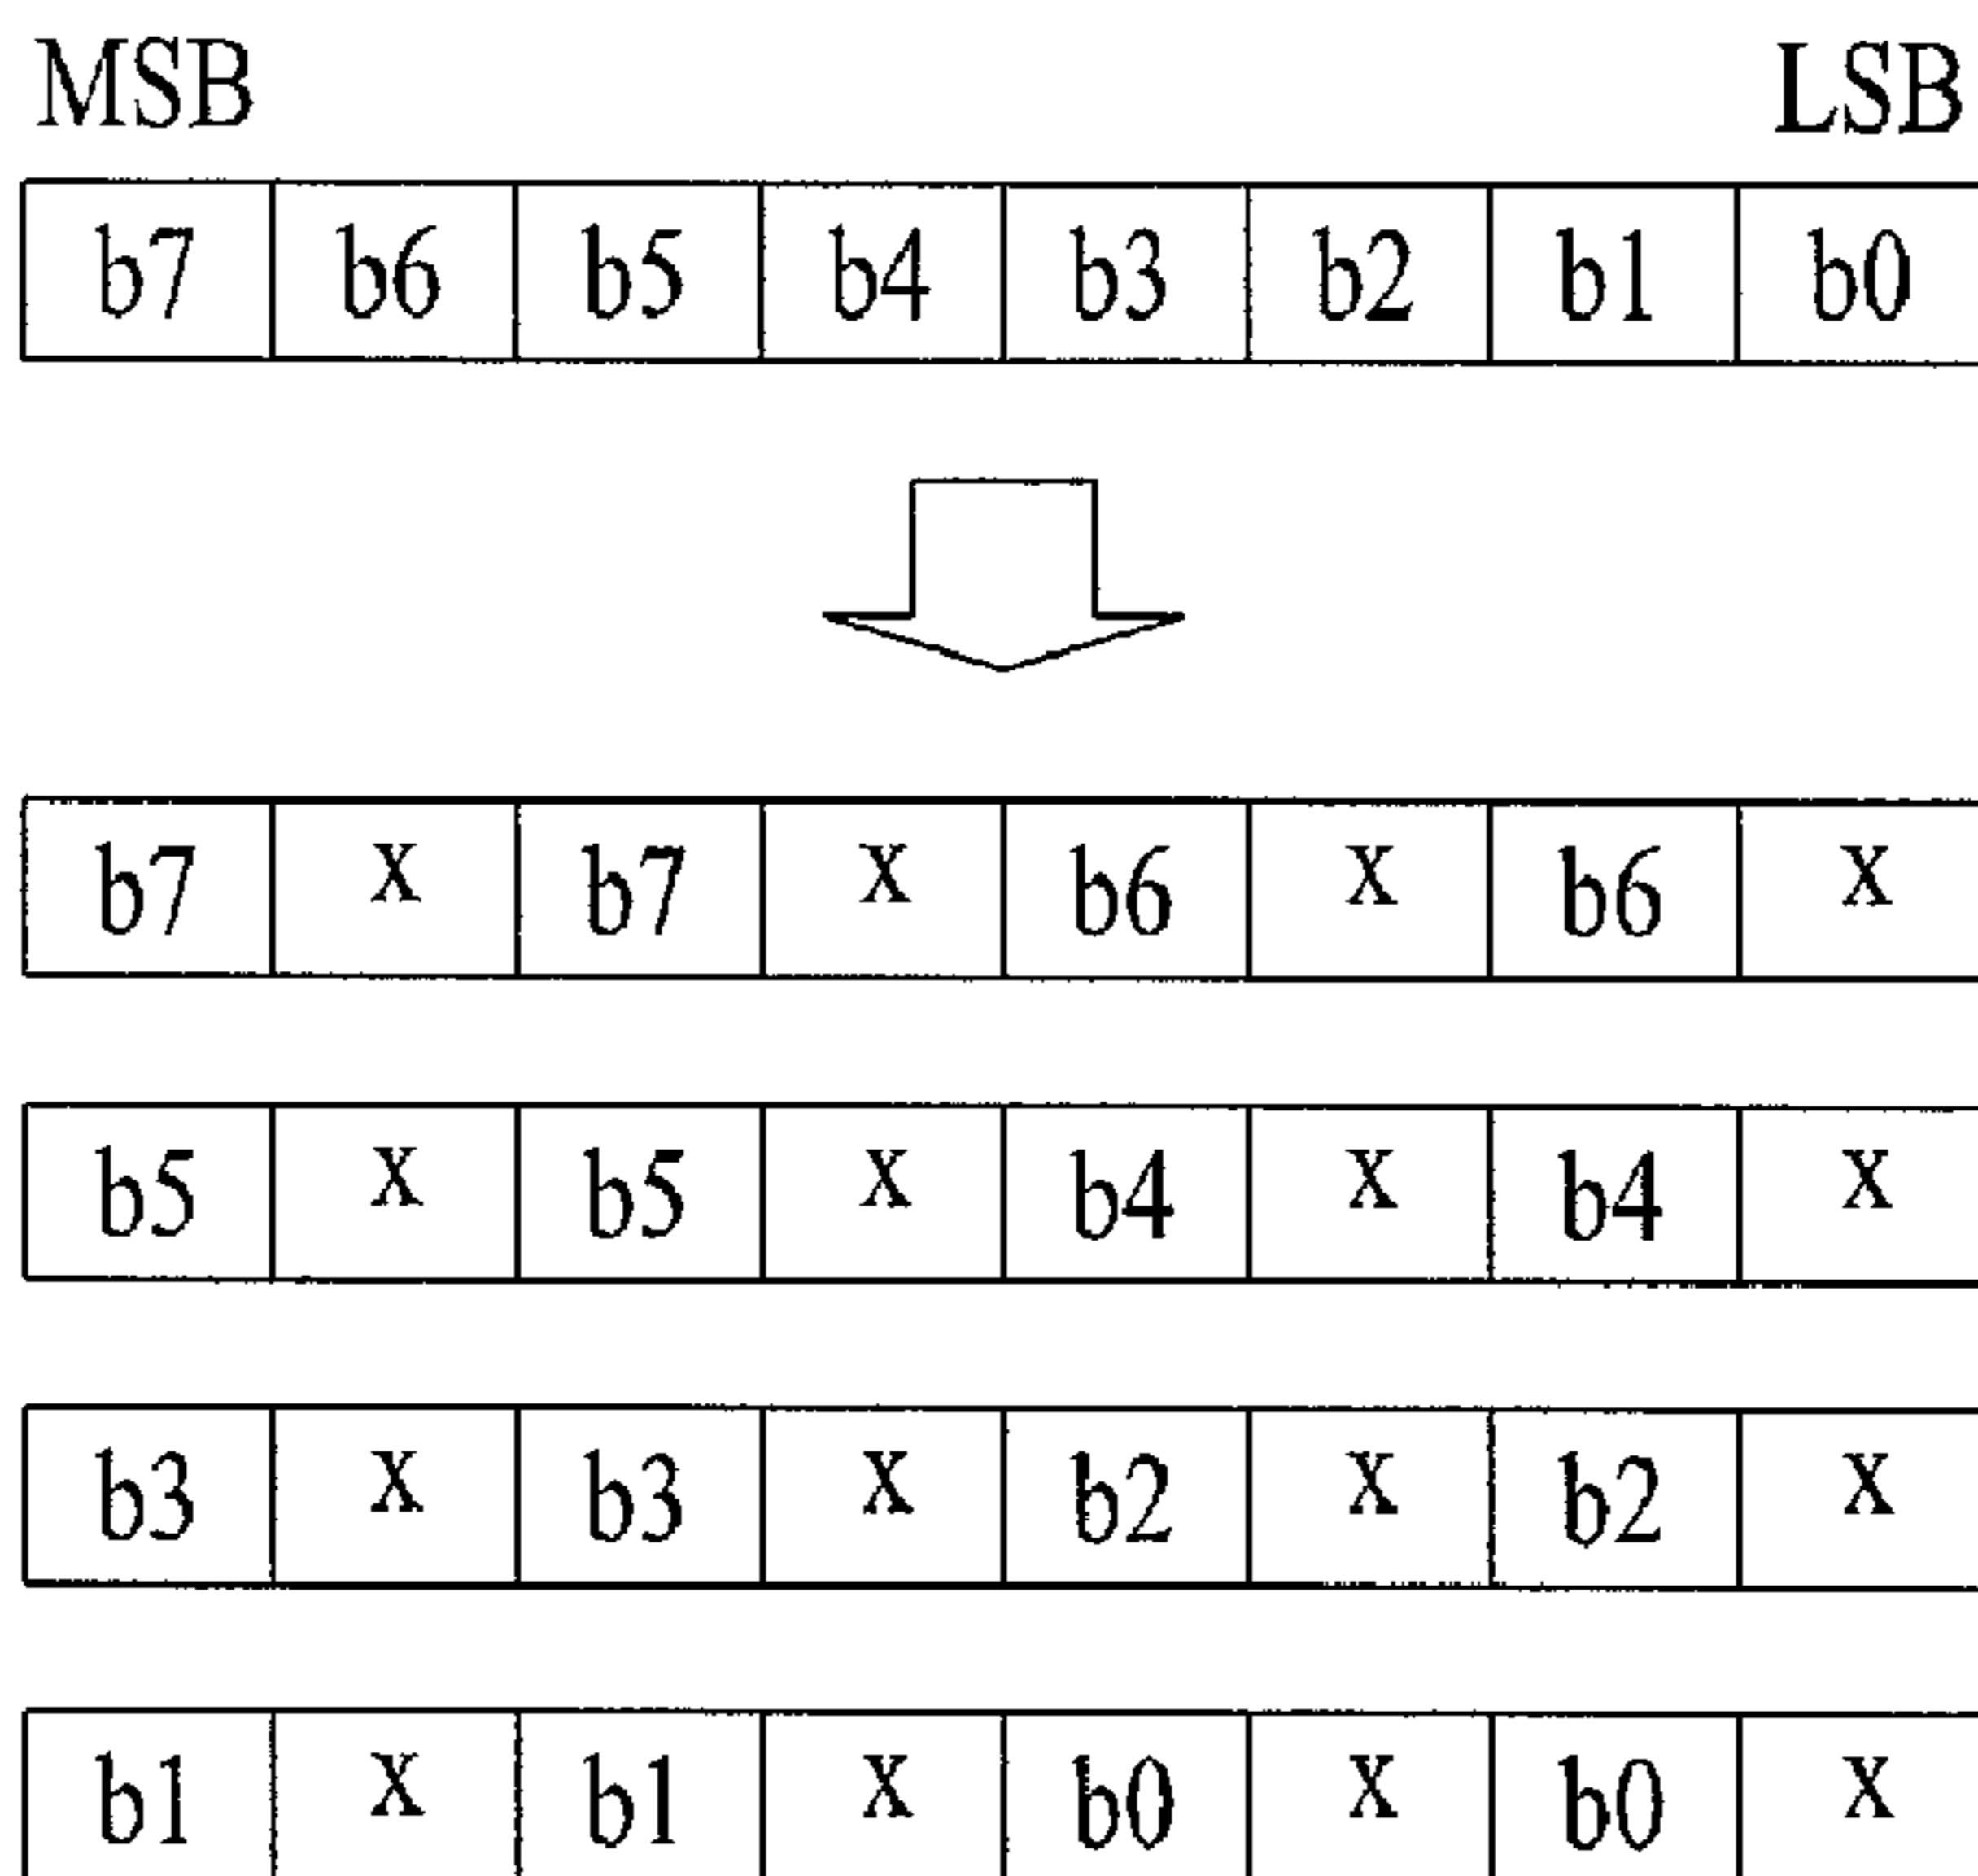 MSB LSB
b7 b6 b5 b4 b3 b2 b1 b0
b7 x b7 x b6 x b6 x
b5 x b5 x b4 x b4 x
b3 x b3 x b2 x b2 x
b1 x b1 x b0 x b0 x